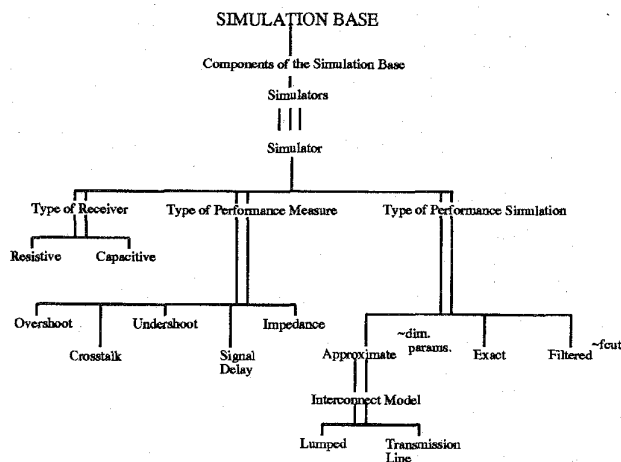 SIMULATION BASE
Components of the Simulation Base
Simulators
Simulator
Type of Receiver
Type of Performance Measure
Type of Performance Simulation
Resistive
Capacitive
Overshoot
Undershoot
Impedance
Crosstalk
Signal
Delay
~dim.
params.
Approximate
Exact
Filtered
~fcut
Interconnect Model
Lumped
Transmission
Line